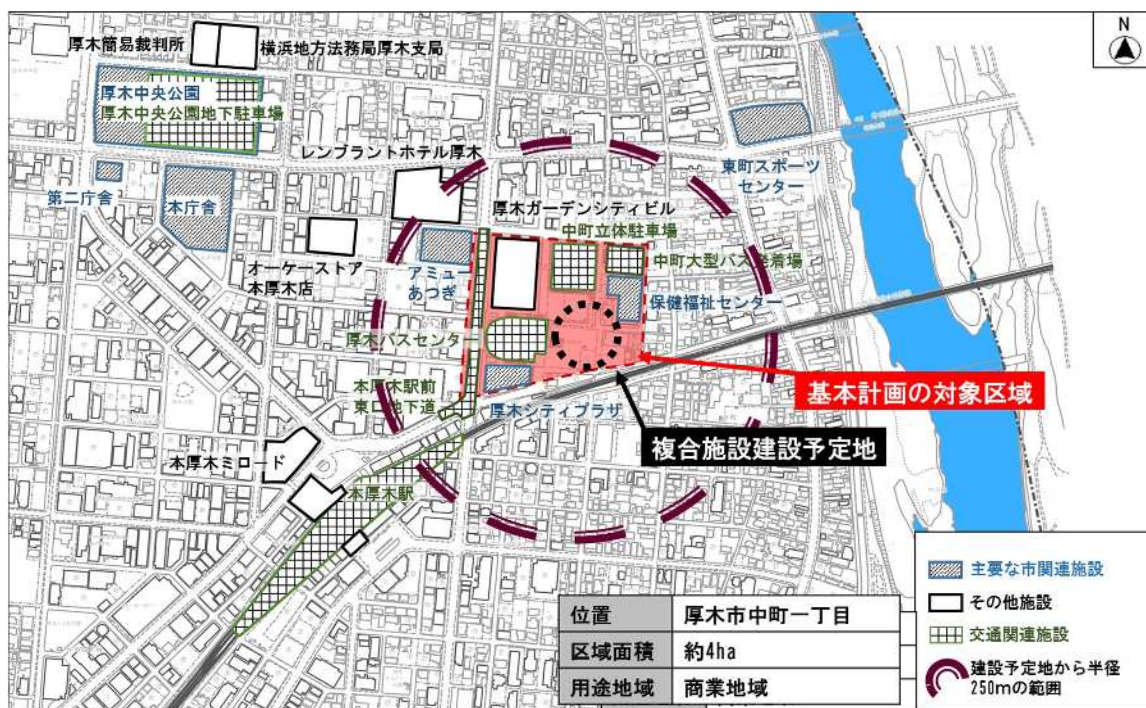 N
厚木簡易裁判所
横浜地方法務局厚木支局
厚木中央公園
厚木中央公園地下駐車場
レンブラントホテル厚木
東町スポーツ
センター
第二庁舎
本庁舎
厚木ガーデンシティビル
中町立体駐車場
オーケーストア
本厚木店
アミュー
あつぎ
中町大型バス発着場
保健福祉センター
厚木バスセンター
本厚木駅前
東口地下道
厚木シティプラザ
基本計画の対象区域
複合施設建設予定地
本厚木ミロード
本厚木駅
主要な市関連施設
その他施設
交通関連施設
建設予定地から半径
250mの範囲
位置 厚木市中町一丁目
区域面積 約4ha
用途地域 商業地域